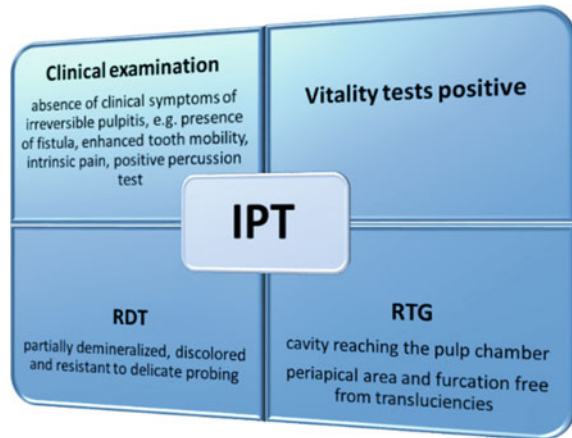 Clinical examination
absence of clinical symptoms of
irreversible pulpitis, e.g. presence
of fistula, enhanced tooth mobility,
intrinsic pain, positive percussion
test
Vitality tests positive
IPT
RDT
partially demineralized, discolored
and resistant to delicate probing
RTG
cavity reaching the pulp chamber
periapical area and furcation free
from transluciencies